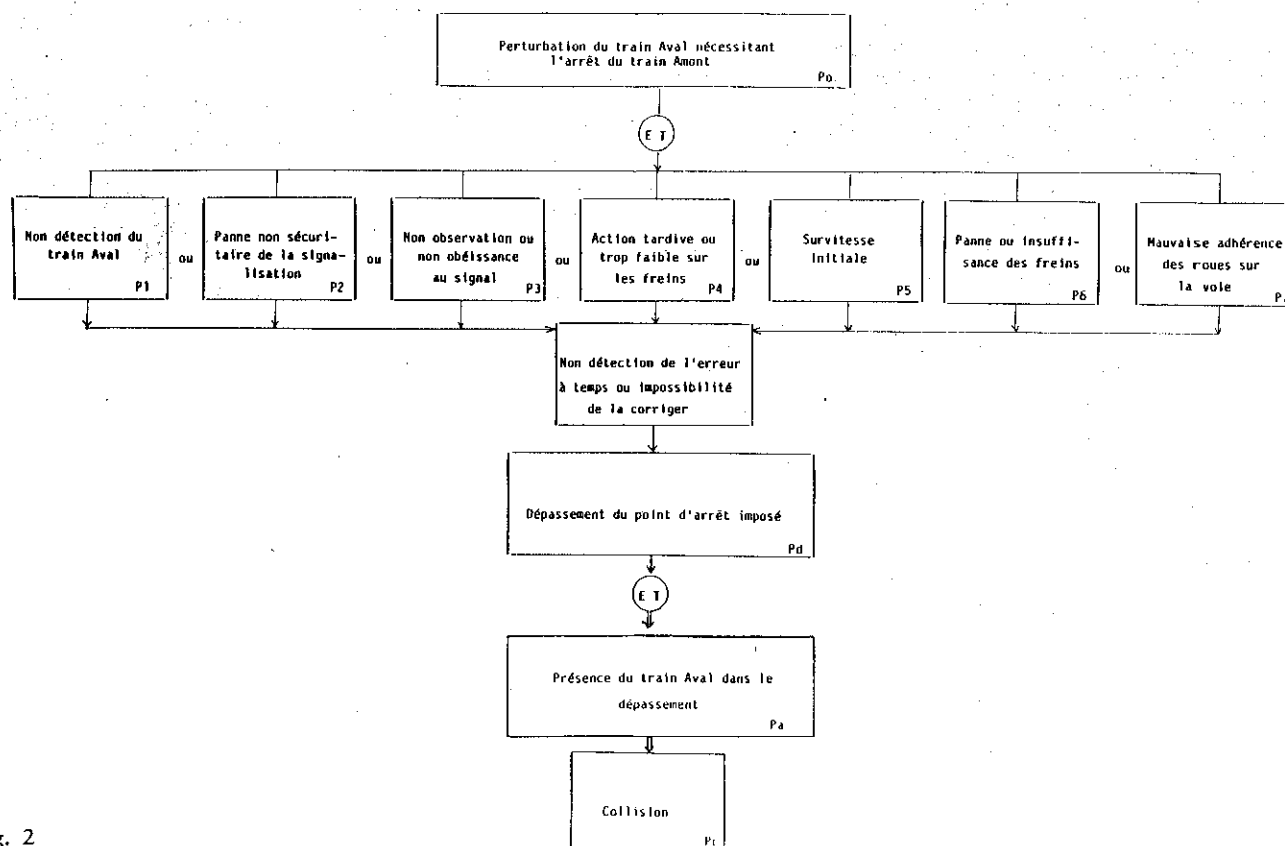 Perturbation du train Aval nécessitant
l'arrêt du train Amont
Po
E T
Non détection du
train Aval
P1
ou
Panne non sécuri-
taire de la signa-
lisation
P2
ou
Non observation ou
non obéissance
au signal
P3
ou
Action tardive ou
trop faible sur
les freins
P4
ou
Survitesse
Initiale
P5
Panne ou insuffi-
sance des freins
P6
ou
Mauvaise adhérence
des roues sur
la voie
Non détection de l'erreur
à temps ou impossibilité
de la corriger
Dépassement du point d'arrêt imposé
Pd
E T
Présence du train Aval dans le
dépassement
Pa
Collision
2